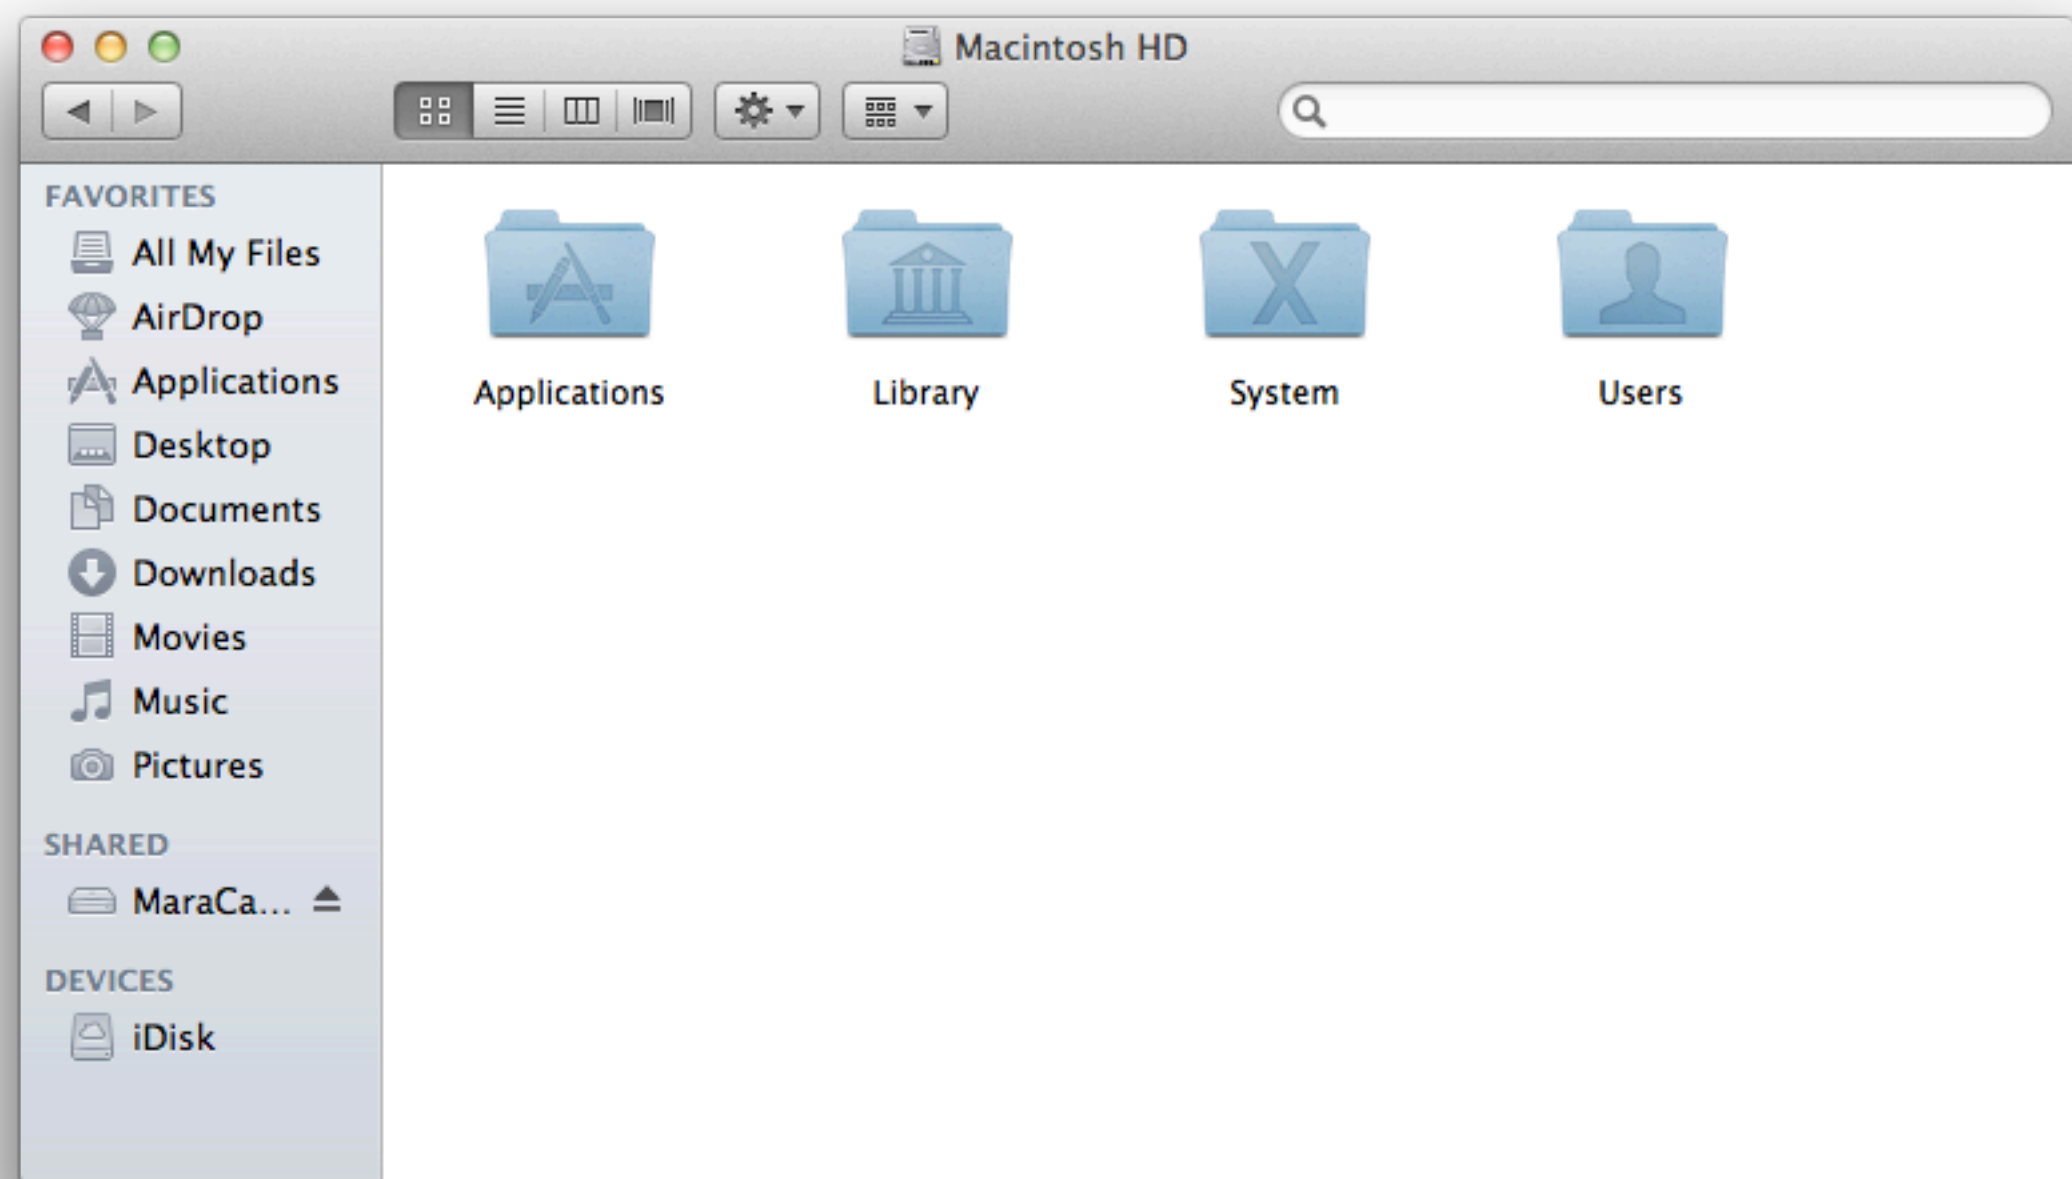 Macintosh HD
FAVORITES
All My Files
AirDrop
Applications
Desktop
Documents
Downloads
Movies
Music
Pictures
SHARED
MaraCa...
DEVICES
iDisk
Applications
Library
System
Users